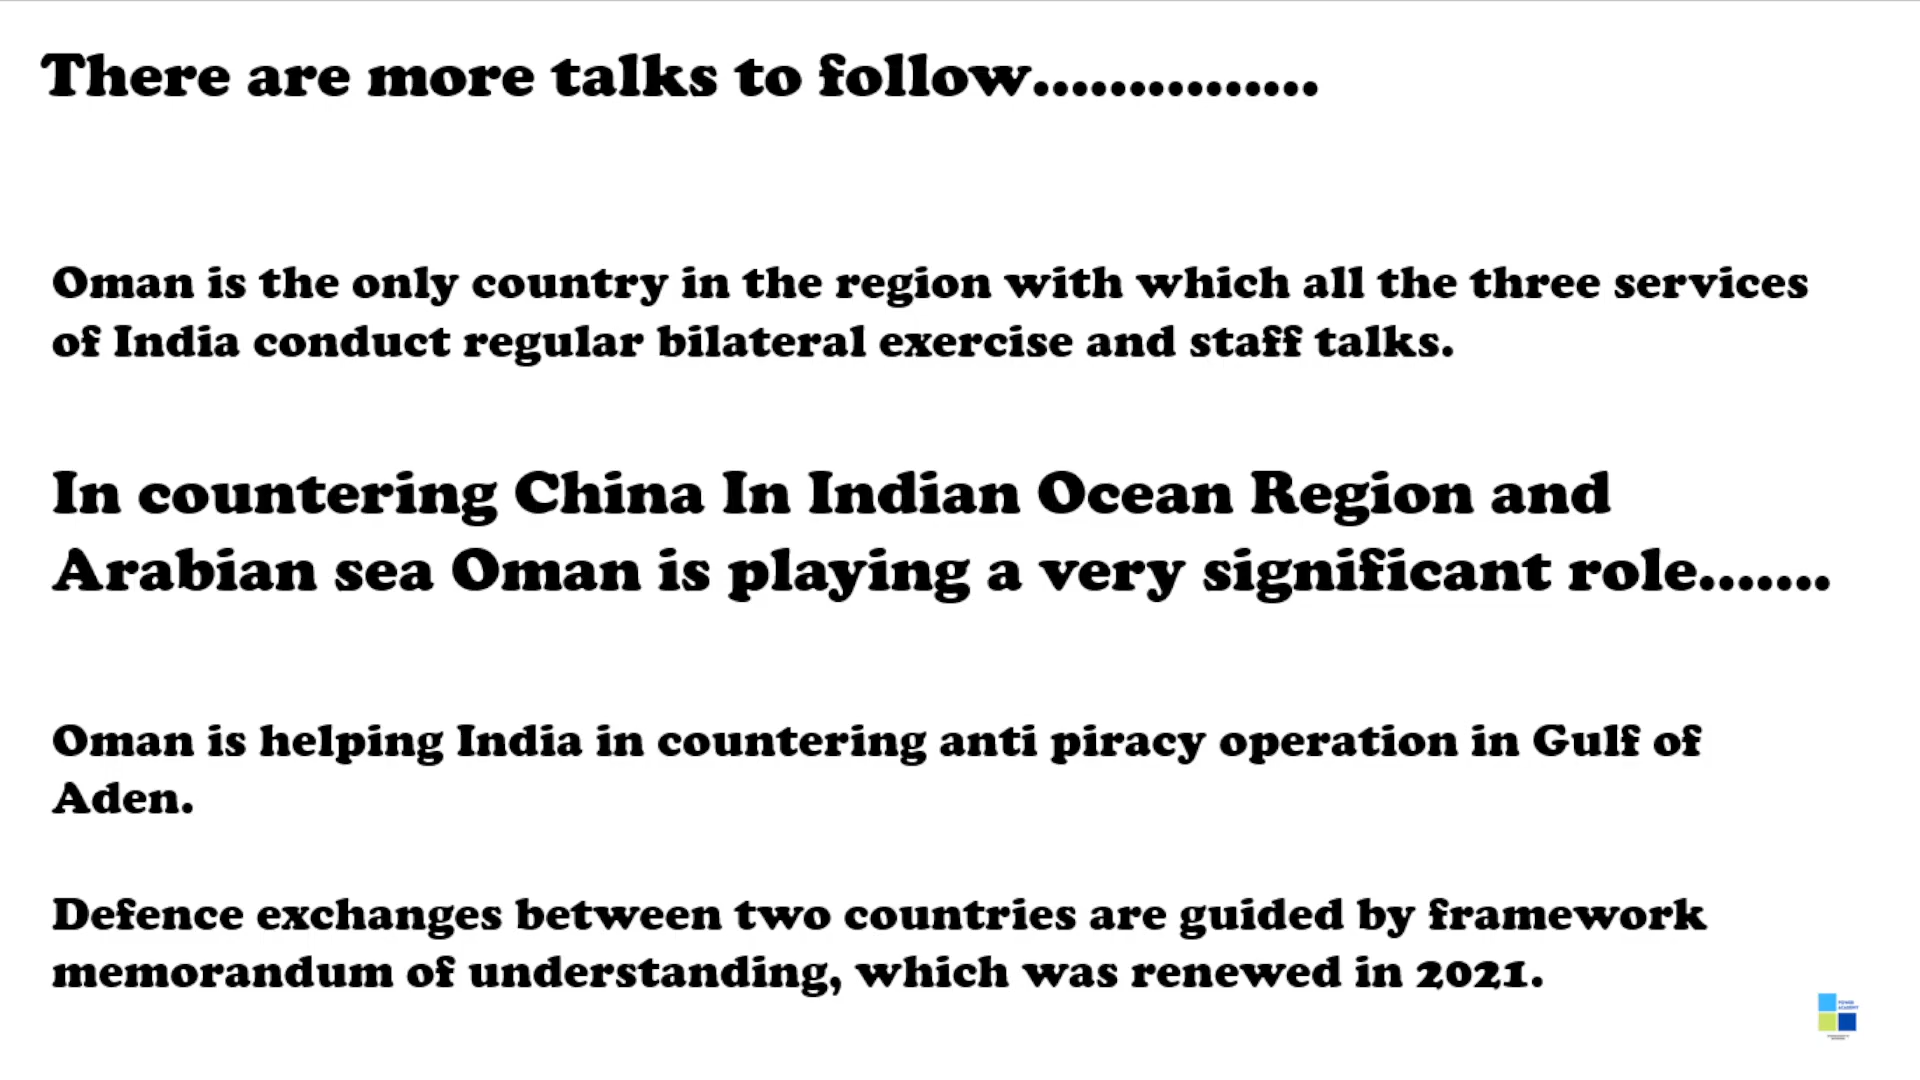 There are more talks to follow...............
Oman is the only country in the region with which all the three services
of India conduct regular bilateral exercise and staff talks.
In countering China In Indian Ocean Region and
Arabian sea Oman is playing a very significant role.......
Oman is helping India in countering anti piracy operation in Gulf of
Aden.
Defence exchanges between two countries are guided by framework
memorandum of understanding, which was renewed in 2021.